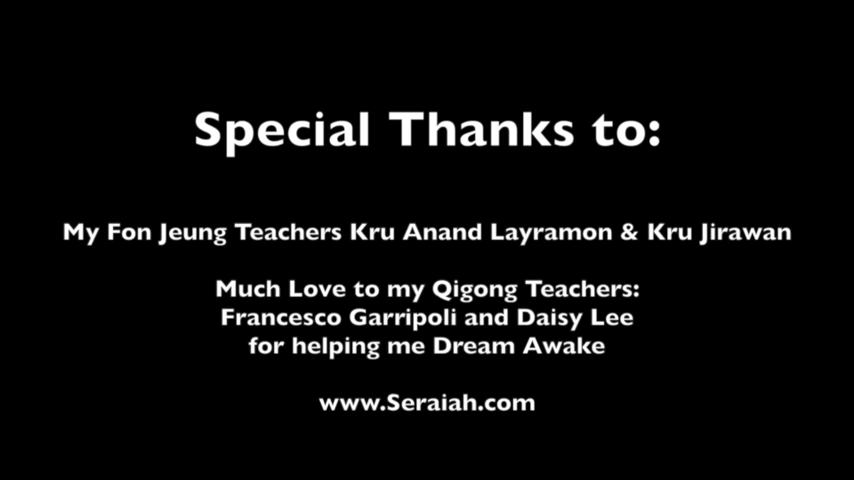 Special Thanks to:
My Fon Jeung Teachers Kru Anand Layramon & Kru Jirawan
Much Love to my Qigong Teachers:
Francesco Garripoli and Daisy Lee
for helping me Dream Awake
www.Seraiah.com